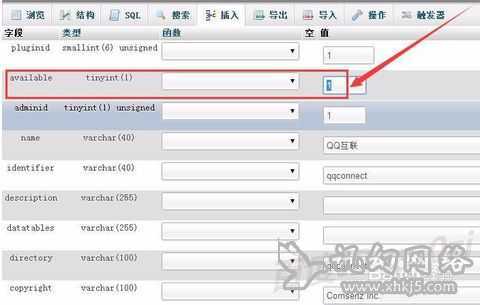 浏览 结构 SQL 搜索 插入 导出 导入 操作 触发器
字段 类型 函数 空 值
pluginid smallint(6) unsigned 1
available tinyint(1) 1
adminid tinyint(1) unsigned 1
name varchar(40) QQ互联
identifier varchar(40) qqconnect
description varchar(255)
datatables varchar(255)
directory varchar(100)
copyright varchar(100) Comsenz Inc.
www.xhkj5.com